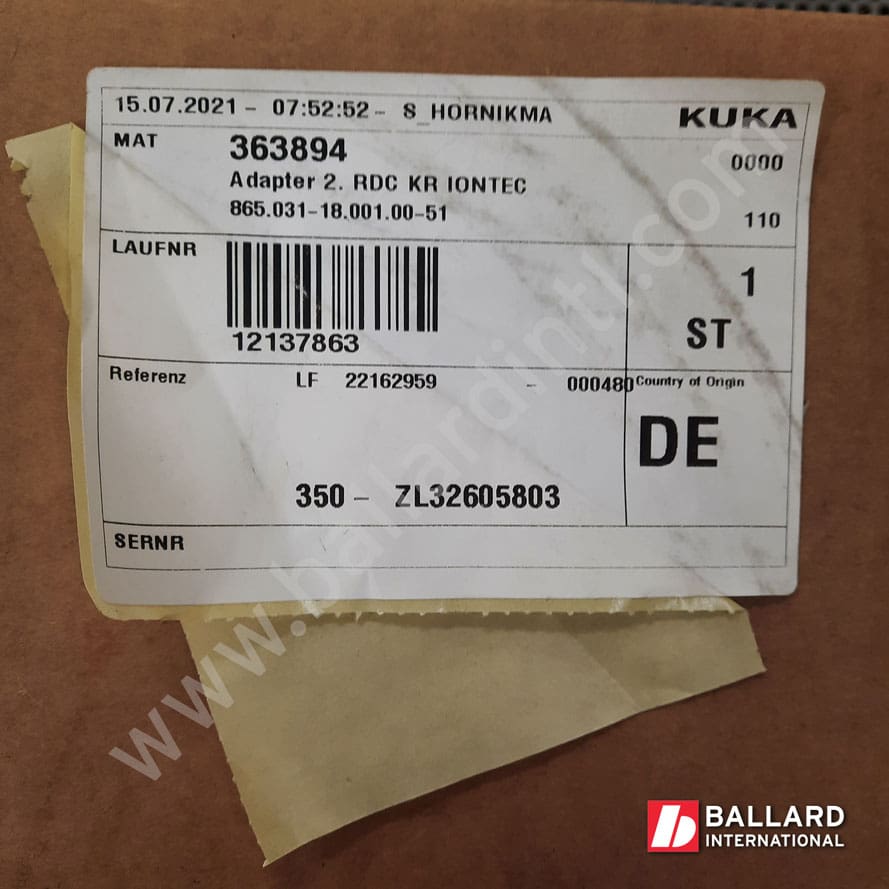 15.07.2021 - 07:52:52 - S_HORNIKMA KUKA
MAT 363894 0000
Adapter 2. RDC KR IONTEC
865.031-18.001.00-51 110
LAUFNR 1
12137863 ST
Referenz LF 22162959 - 000480 Country of Origin
DE
350 - ZL32605803
SERNR
www.ballardintl.com
BALLARD
INTERNATIONAL